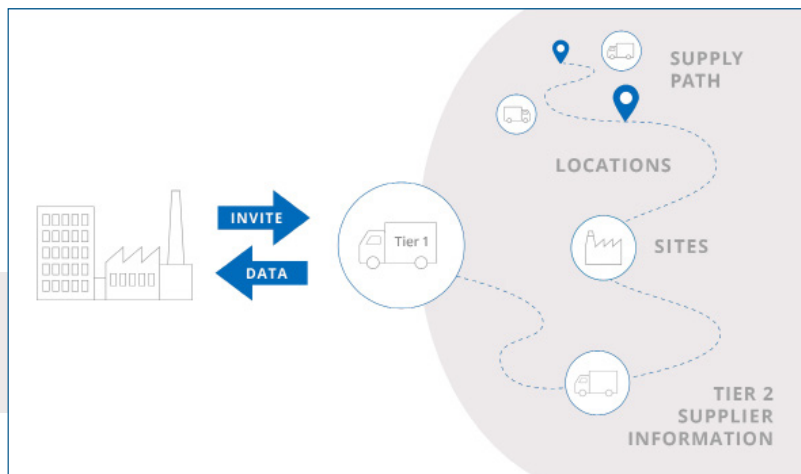 SUPPLY
PATH
LOCATIONS
INVITE
Tier 1
SITES
DATA
TIER 2
SUPPLIER
INFORMATION